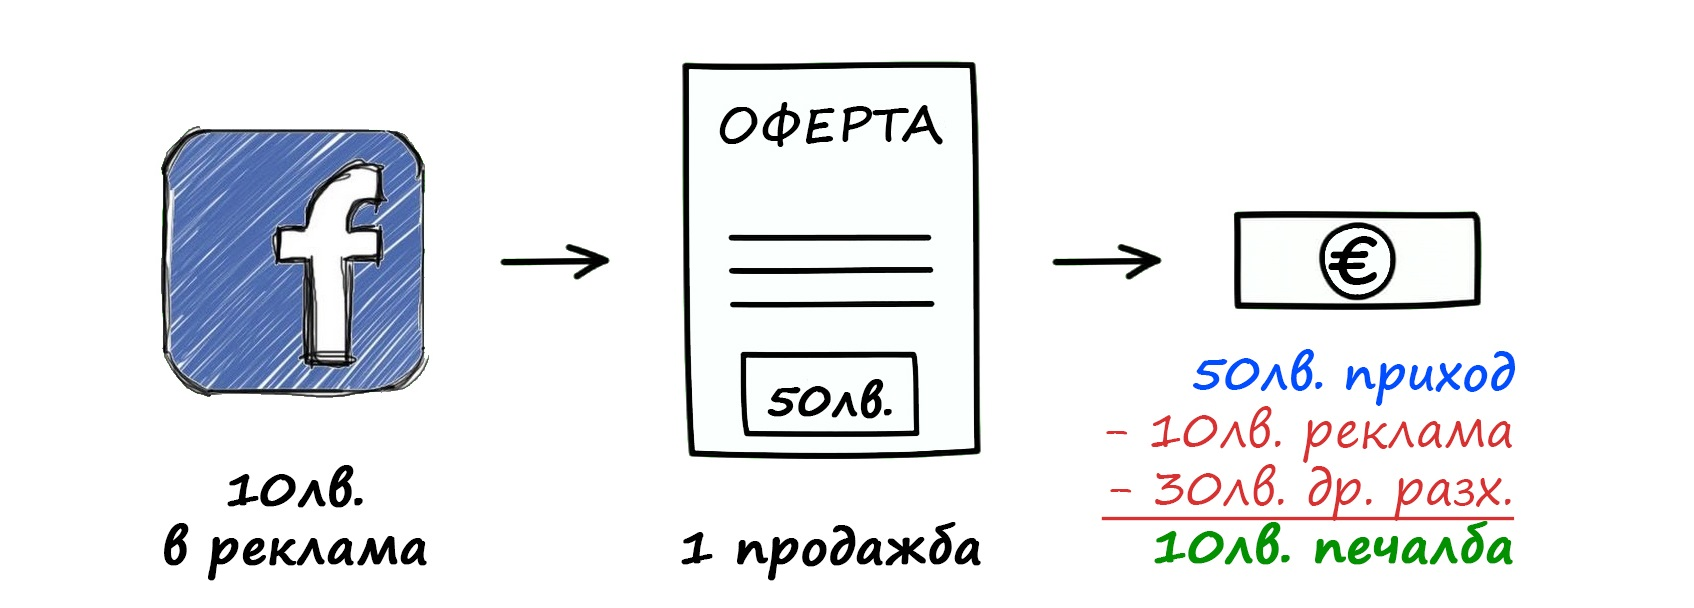 f
10лв.
в реклама
ОФЕРТА
50лв.
1 продажба
€
50лв. приход
- 10лв. реклама
- 30лв. др. разх.
10лв. печалба